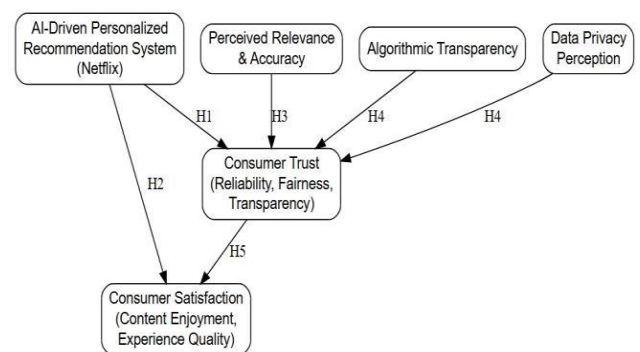 AI-Driven Personalized
Recommendation System
(Netflix)
Perceived Relevance
& Accuracy
Algorithmic Transparency
Data Privacy
Perception
H1
H3
H4
H4
Consumer Trust
(Reliability, Fairness,
Transparency)
H2
H5
Consumer Satisfaction
(Content Enjoyment,
Experience Quality)